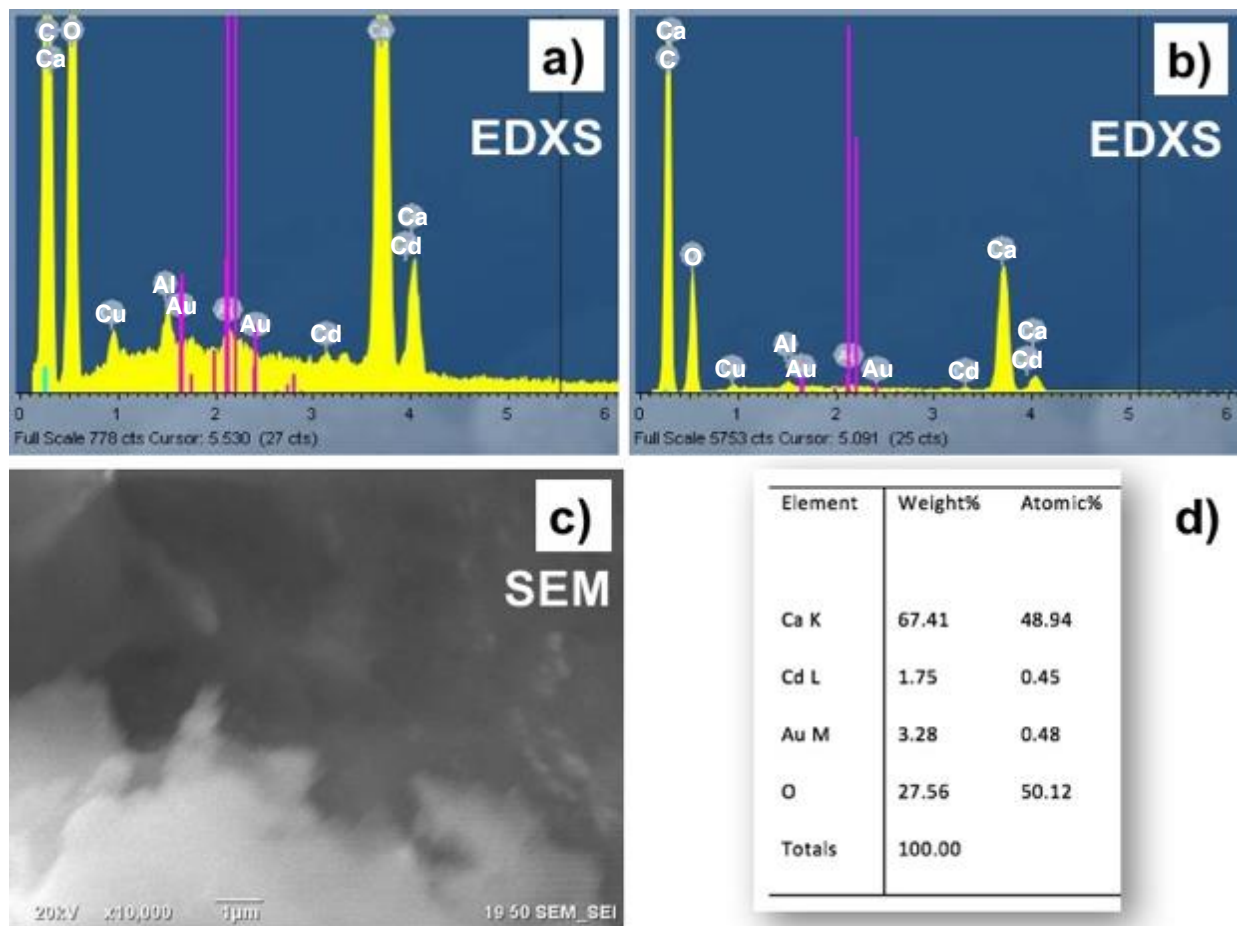 C O Ca a)
Ca
EDXS
Ca
Cd
Al
Au
Cu
Au
Cd
0 1 2 3 4 5 6
Full Scale 778 cts Cursor: 5.530 (27 cts)
Ca
C
b)
EDXS
O
Ca
Ca
Al
Cd
Cu Au Au Cd
0 1 2 3 4 5 6
Full Scale 5753 cts Cursor: 5.091 (25 cts)
c)
SEM
20kV x10,000 1µm 19 50 SEM_SEI
d)
Element Weight% Atomic%
Ca K 67.41 48.94
Cd L 1.75 0.45
Au M 3.28 0.48
O 27.56 50.12
Totals 100.00